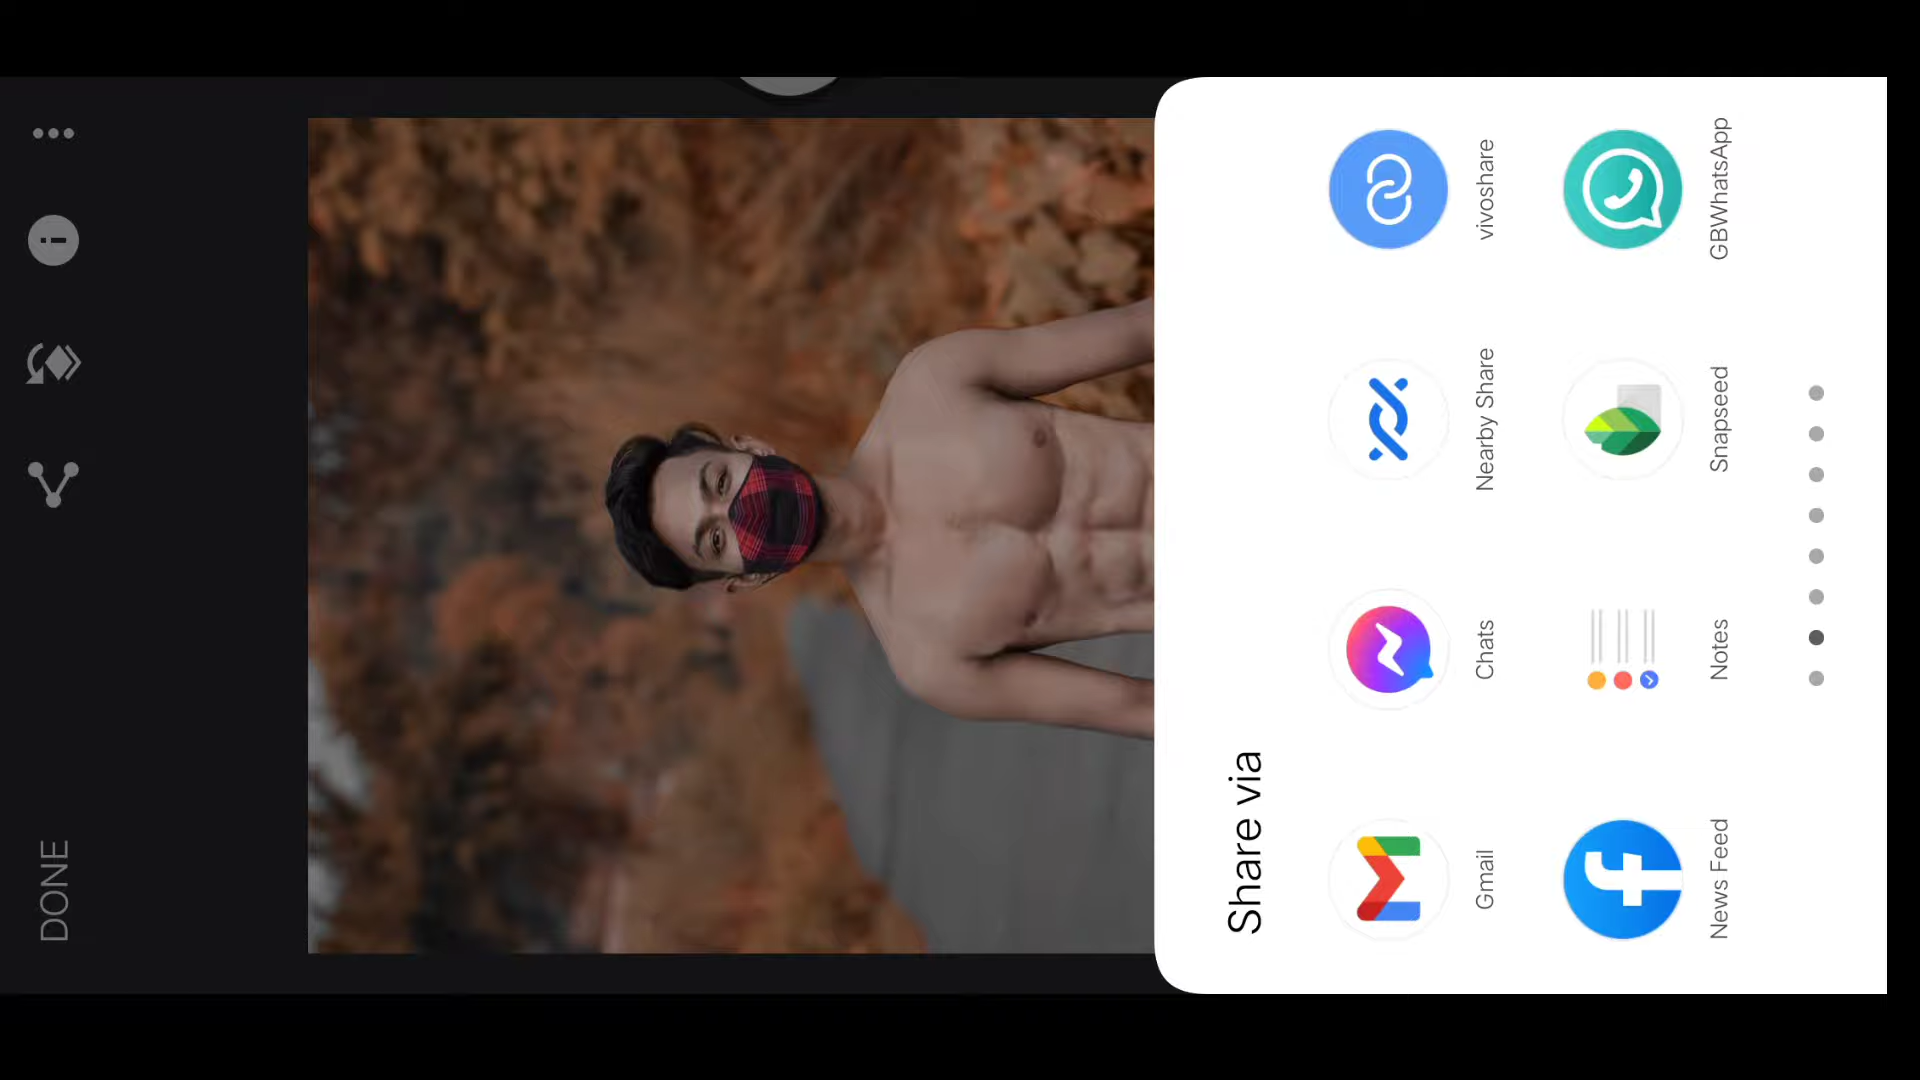 DONE
Share via
Gmail
Chats
Nearby Share
vivoshare
News Feed
Notes
Snapseed
GBWhatsApp